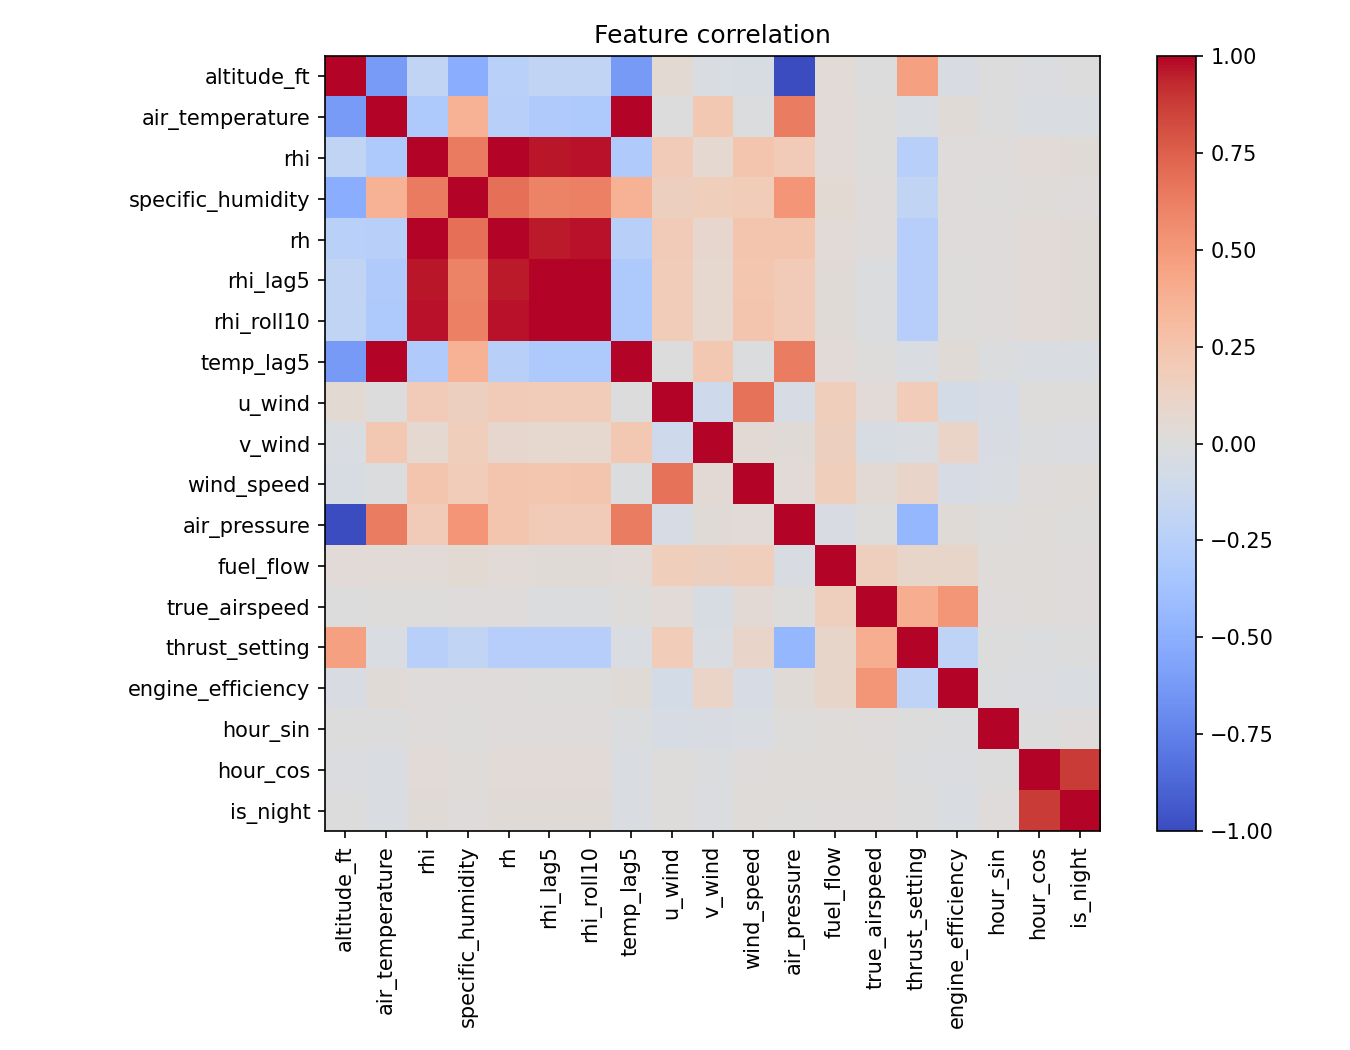 Feature correlation
altitude_ft
air_temperature
rhi
specific_humidity
rh
rhi_lag5
rhi_roll10
temp_lag5
u_wind
v_wind
wind_speed
air_pressure
fuel_flow
true_airspeed
thrust_setting
engine_efficiency
hour_sin
hour_cos
is_night
altitude_ft
air_temperature
rhi
specific_humidity
rh
rhi_lag5
rhi_roll10
temp_lag5
u_wind
v_wind
wind_speed
air_pressure
fuel_flow
true_airspeed
thrust_setting
engine_efficiency
hour_sin
hour_cos
is_night
1.00
0.75
0.50
0.25
0.00
−0.25
−0.50
−0.75
−1.00